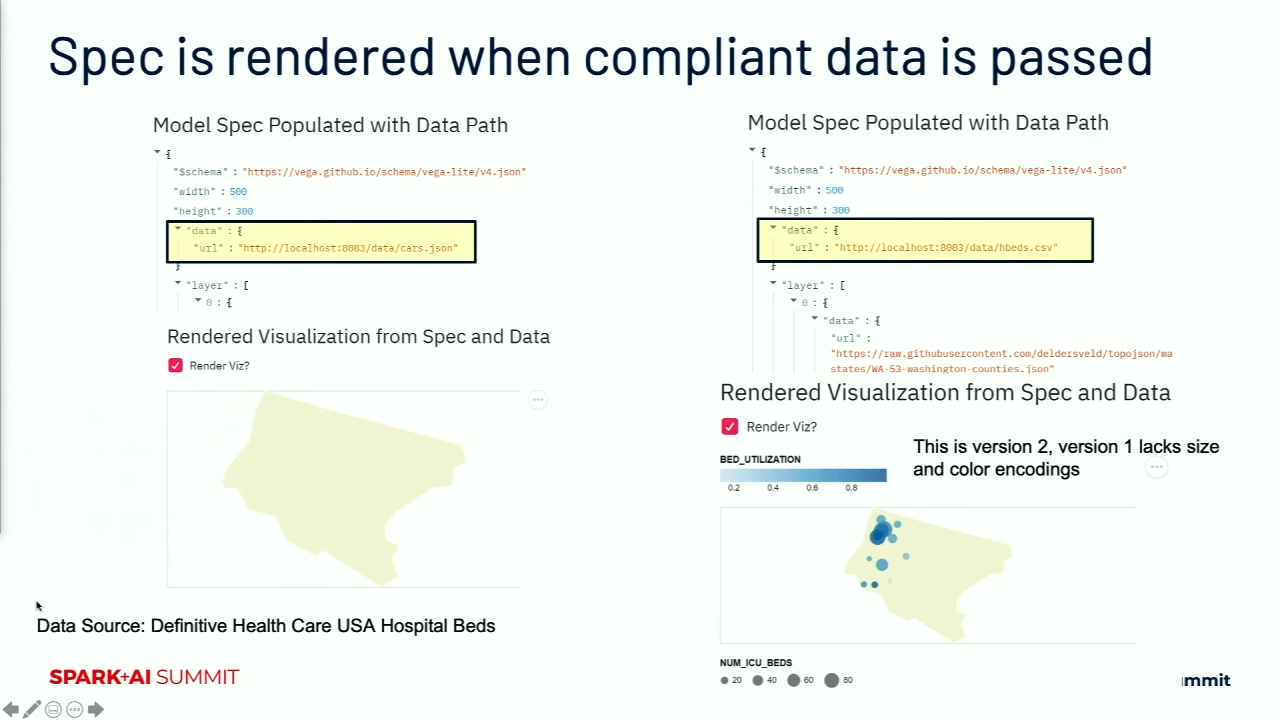 Spec is rendered when compliant data is passed
Model Spec Populated with Data Path
{
"$schema" : "https://vega.github.io/schema/vega-lite/v4.json"
"width" : 500
"height" : 300
"data" : {
"url" : "http://localhost:8083/data/cars.json"
}
"layer" : [
0 : {
Rendered Visualization from Spec and Data
Render Viz?
Data Source: Definitive Health Care USA Hospital Beds
Model Spec Populated with Data Path
{
"$schema" : "https://vega.github.io/schema/vega-lite/v4.json"
"width" : 500
"height" : 300
"data" : {
"url" : "http://localhost:8083/data/hbeds.csv"
}
"layer" : [
0 : {
"data" : {
"url" :
"https://raw.githubusercontent.com/deldersveld/topojson/ma
states/WA-53-washington-counties.json"
Rendered Visualization from Spec and Data
Render Viz?
This is version 2, version 1 lacks size
and color encodings
BED_UTILIZATION
0.2 0.4 0.6 0.8
NUM_ICU_BEDS
20 40 60 80
SPARK+AI SUMMIT
ummit